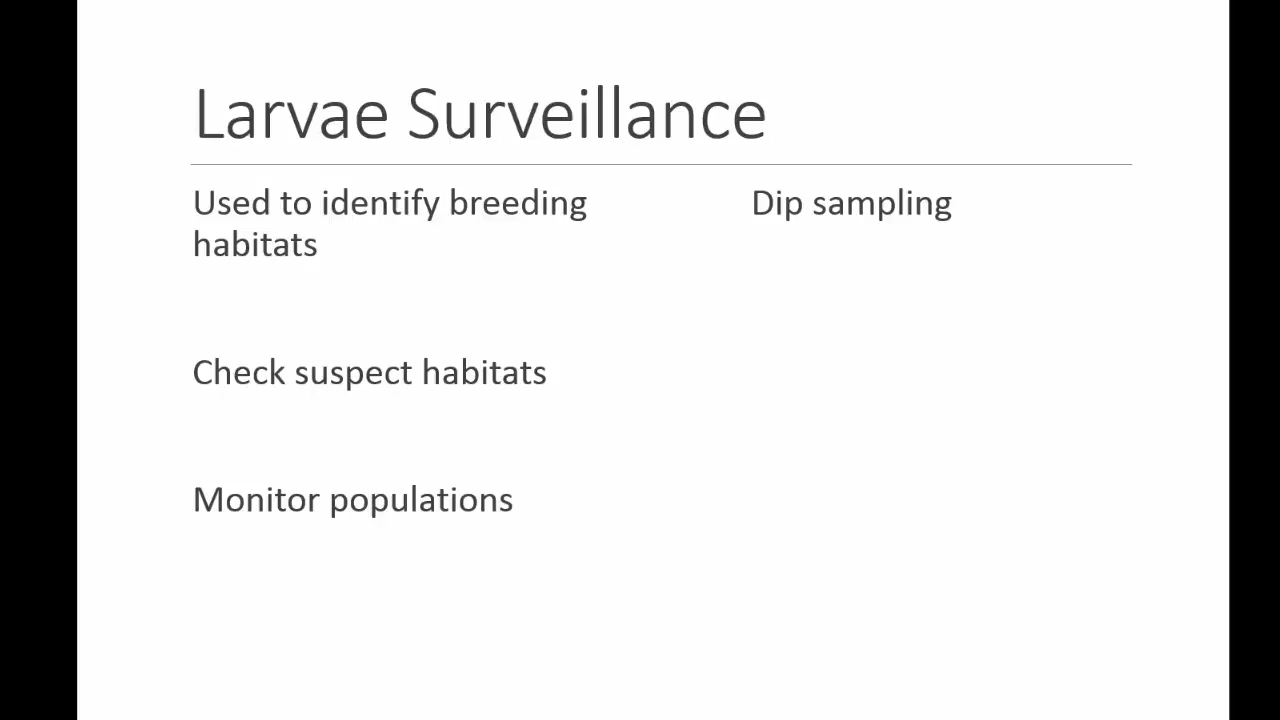 Larvae Surveillance
Used to identify breeding
habitats
Check suspect habitats
Monitor populations
Dip sampling